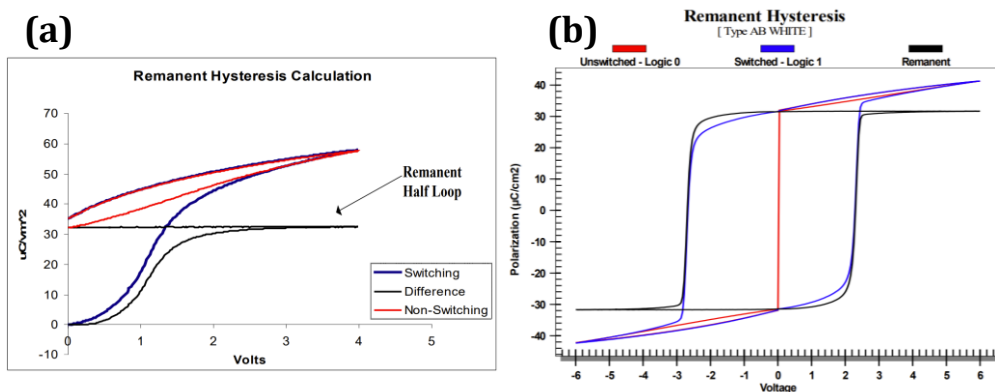 (a)
Remanent Hysteresis Calculation
70
60
50
40
30
20
10
0
-10
uC/vm^2
0
1
2
3
4
5
Volts
Remanent
Half Loop
Switching
Difference
Non-Switching
(b)
Remanent Hysteresis
[ Type AB WHITE ]
Unswitched - Logic 0
Switched - Logic 1
Remanent
40
30
20
10
0
-10
-20
-30
-40
Polarization (µC/cm2)
-6
-5
-4
-3
-2
-1
0
1
2
3
4
5
6
Voltage